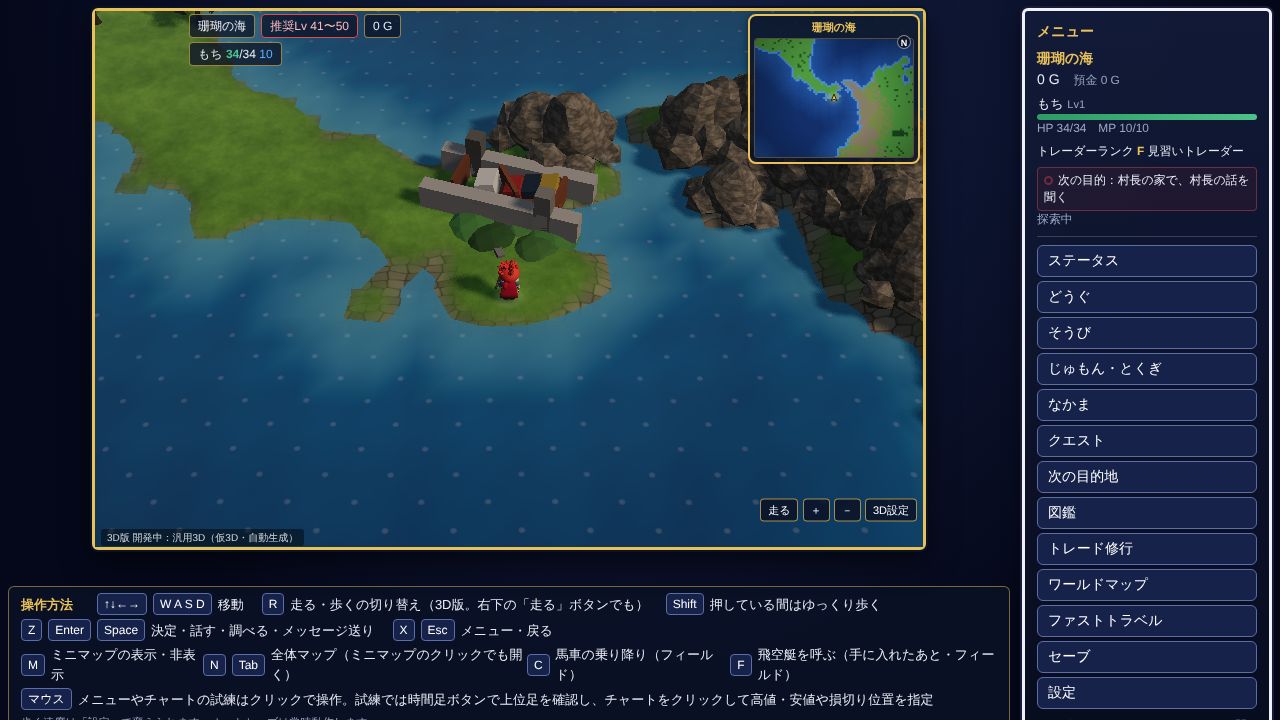 珊瑚の海 推奨Lv 41〜50 0 G
もち 34/34 10
珊瑚の海
N
走る ＋ － 3D設定
3D版 開発中：汎用3D（仮3D・自動生成）
操作方法 ↑↓←→ W A S D 移動 R 走る・歩くの切り替え（3D版。右下の「走る」ボタンでも） Shift 押している間はゆっくり歩く
Z Enter Space 決定・話す・調べる・メッセージ送り X Esc メニュー・戻る
M ミニマップの表示・非表示 N Tab 全体マップ（ミニマップのクリックでも開く） C 馬車の乗り降り（フィールド） F 飛空艇を呼ぶ（手に入れたあと・フィールド）
マウス メニューやチャートの試練はクリックで操作。試練では時間足ボタンで上位足を確認し、チャートをクリックして高値・安値や損切り位置を指定
メニュー
珊瑚の海
0 G 預金 0 G
もち Lv1
HP 34/34 MP 10/10
トレーダーランク F 見習いトレーダー
次の目的：村長の家で、村長の話を
聞く
探索中
ステータス
どうぐ
そうび
じゅもん・とくぎ
なかま
クエスト
次の目的地
図鑑
トレード修行
ワールドマップ
ファストトラベル
セーブ
設定